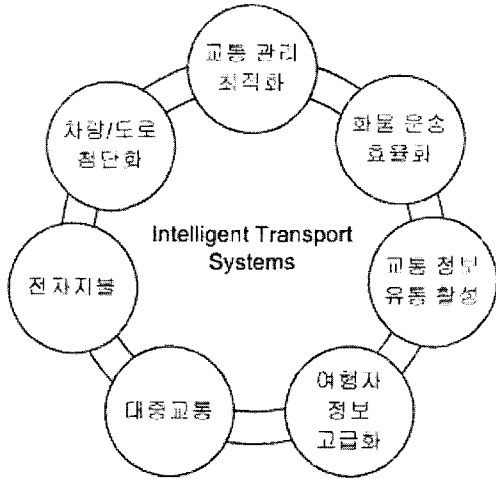 교통 관리
최적화
화물 운송
효율화
교통 정보
유통 활성
여행자
정보
고급화
대중교통
전자지불
차량/도로
첨단화
Intelligent Transport
Systems